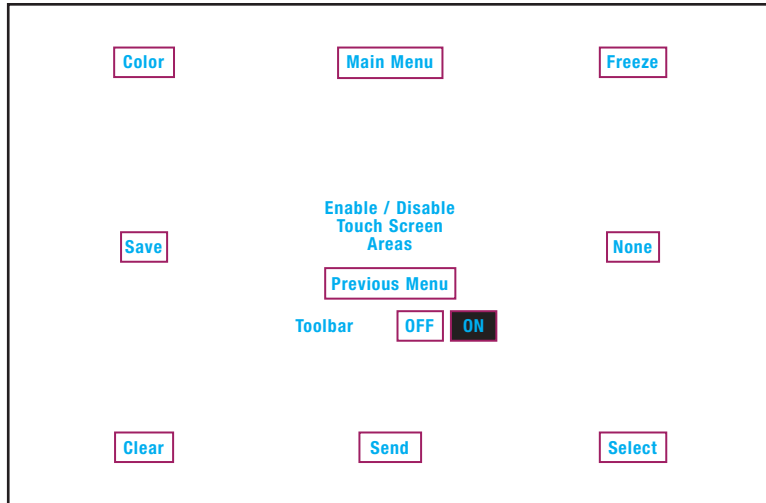 Color Main Menu Freeze
Enable / Disable
Touch Screen
Areas
Save None
Previous Menu
Toolbar OFF ON
Clear Send Select